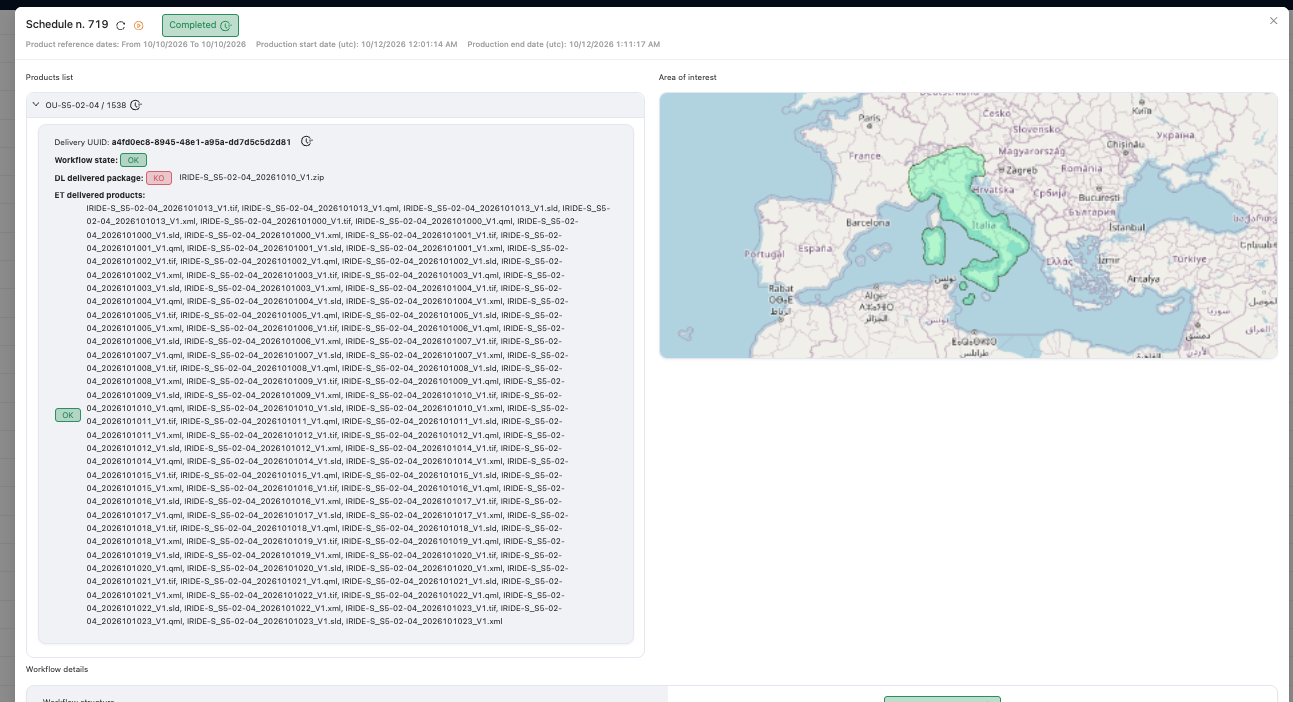 Schedule n. 719
Completed
Product reference dates: From 10/10/2026 To 10/10/2026 Production start date (utc): 10/12/2026 12:01:14 AM Production end date (utc): 10/12/2026 1:11:17 AM
Products list
OU-S5-02-04 / 1538
Delivery UUID: a4fd0ec8-8945-48e1-a95a-dd7d5c5d2d81
Workflow state: OK
DL delivered package: KO IRIDE-S_S5-02-04_20261010_V1.zip
ET delivered products:
OK
IRIDE-S_S5-02-04_2026101013_V1.tif, IRIDE-S_S5-02-04_2026101013_V1.qml, IRIDE-S_S5-02-04_2026101013_V1.sld, IRIDE-S_S5-
02-04_2026101013_V1.xml, IRIDE-S_S5-02-04_2026101000_V1.tif, IRIDE-S_S5-02-04_2026101000_V1.qml, IRIDE-S_S5-02-
04_2026101000_V1.sld, IRIDE-S_S5-02-04_2026101000_V1.xml, IRIDE-S_S5-02-04_2026101001_V1.tif, IRIDE-S_S5-02-
04_2026101001_V1.qml, IRIDE-S_S5-02-04_2026101001_V1.sld, IRIDE-S_S5-02-04_2026101001_V1.xml, IRIDE-S_S5-02-
04_2026101002_V1.tif, IRIDE-S_S5-02-04_2026101002_V1.qml, IRIDE-S_S5-02-04_2026101002_V1.sld, IRIDE-S_S5-02-
04_2026101002_V1.xml, IRIDE-S_S5-02-04_2026101003_V1.tif, IRIDE-S_S5-02-04_2026101003_V1.qml, IRIDE-S_S5-02-
04_2026101003_V1.sld, IRIDE-S_S5-02-04_2026101003_V1.xml, IRIDE-S_S5-02-04_2026101004_V1.tif, IRIDE-S_S5-02-
04_2026101004_V1.qml, IRIDE-S_S5-02-04_2026101004_V1.sld, IRIDE-S_S5-02-04_2026101004_V1.xml, IRIDE-S_S5-02-
04_2026101005_V1.tif, IRIDE-S_S5-02-04_2026101005_V1.qml, IRIDE-S_S5-02-04_2026101005_V1.sld, IRIDE-S_S5-02-
04_2026101005_V1.xml, IRIDE-S_S5-02-04_2026101006_V1.tif, IRIDE-S_S5-02-04_2026101006_V1.qml, IRIDE-S_S5-02-
04_2026101006_V1.sld, IRIDE-S_S5-02-04_2026101006_V1.xml, IRIDE-S_S5-02-04_2026101007_V1.tif, IRIDE-S_S5-02-
04_2026101007_V1.qml, IRIDE-S_S5-02-04_2026101007_V1.sld, IRIDE-S_S5-02-04_2026101007_V1.xml, IRIDE-S_S5-02-
04_2026101008_V1.tif, IRIDE-S_S5-02-04_2026101008_V1.qml, IRIDE-S_S5-02-04_2026101008_V1.sld, IRIDE-S_S5-02-
04_2026101008_V1.xml, IRIDE-S_S5-02-04_2026101009_V1.tif, IRIDE-S_S5-02-04_2026101009_V1.qml, IRIDE-S_S5-02-
04_2026101009_V1.sld, IRIDE-S_S5-02-04_2026101009_V1.xml, IRIDE-S_S5-02-04_2026101010_V1.tif, IRIDE-S_S5-02-
04_2026101010_V1.qml, IRIDE-S_S5-02-04_2026101010_V1.sld, IRIDE-S_S5-02-04_2026101010_V1.xml, IRIDE-S_S5-02-
04_2026101011_V1.tif, IRIDE-S_S5-02-04_2026101011_V1.qml, IRIDE-S_S5-02-04_2026101011_V1.sld, IRIDE-S_S5-02-
04_2026101011_V1.xml, IRIDE-S_S5-02-04_2026101012_V1.tif, IRIDE-S_S5-02-04_2026101012_V1.qml, IRIDE-S_S5-02-
04_2026101012_V1.sld, IRIDE-S_S5-02-04_2026101012_V1.xml, IRIDE-S_S5-02-04_2026101014_V1.tif, IRIDE-S_S5-02-
04_2026101014_V1.qml, IRIDE-S_S5-02-04_2026101014_V1.sld, IRIDE-S_S5-02-04_2026101014_V1.xml, IRIDE-S_S5-02-
04_2026101015_V1.tif, IRIDE-S_S5-02-04_2026101015_V1.qml, IRIDE-S_S5-02-04_2026101015_V1.sld, IRIDE-S_S5-02-
04_2026101015_V1.xml, IRIDE-S_S5-02-04_2026101016_V1.tif, IRIDE-S_S5-02-04_2026101016_V1.qml, IRIDE-S_S5-02-
04_2026101016_V1.sld, IRIDE-S_S5-02-04_2026101016_V1.xml, IRIDE-S_S5-02-04_2026101017_V1.tif, IRIDE-S_S5-02-
04_2026101017_V1.qml, IRIDE-S_S5-02-04_2026101017_V1.sld, IRIDE-S_S5-02-04_2026101017_V1.xml, IRIDE-S_S5-02-
04_2026101018_V1.tif, IRIDE-S_S5-02-04_2026101018_V1.qml, IRIDE-S_S5-02-04_2026101018_V1.sld, IRIDE-S_S5-02-
04_2026101018_V1.xml, IRIDE-S_S5-02-04_2026101019_V1.tif, IRIDE-S_S5-02-04_2026101019_V1.qml, IRIDE-S_S5-02-
04_2026101019_V1.sld, IRIDE-S_S5-02-04_2026101019_V1.xml, IRIDE-S_S5-02-04_2026101020_V1.tif, IRIDE-S_S5-02-
04_2026101020_V1.qml, IRIDE-S_S5-02-04_2026101020_V1.sld, IRIDE-S_S5-02-04_2026101020_V1.xml, IRIDE-S_S5-02-
04_2026101021_V1.tif, IRIDE-S_S5-02-04_2026101021_V1.qml, IRIDE-S_S5-02-04_2026101021_V1.sld, IRIDE-S_S5-02-
04_2026101021_V1.xml, IRIDE-S_S5-02-04_2026101022_V1.tif, IRIDE-S_S5-02-04_2026101022_V1.qml, IRIDE-S_S5-02-
04_2026101022_V1.sld, IRIDE-S_S5-02-04_2026101022_V1.xml, IRIDE-S_S5-02-04_2026101023_V1.tif, IRIDE-S_S5-02-
04_2026101023_V1.qml, IRIDE-S_S5-02-04_2026101023_V1.sld, IRIDE-S_S5-02-04_2026101023_V1.xml
Area of interest
Paris
Česko
Київ
Slovensko
Україна
France
Magyarország
Chișinău
Zagreb
România
Hrvatska
Србија
București
България
Barcelona
Italia
İstanbul
Portugal
España
Ελλάς
İzmir
Türkiye
Antalya
تونس
Rabat
ⵔⴱⴰⵟ
الرباط
Alger
الجزائر
تونس
طرابلس
دمشق
سوريا
الموصل
العراق
الأردن
القاهرة
Workflow details
Workflow structure